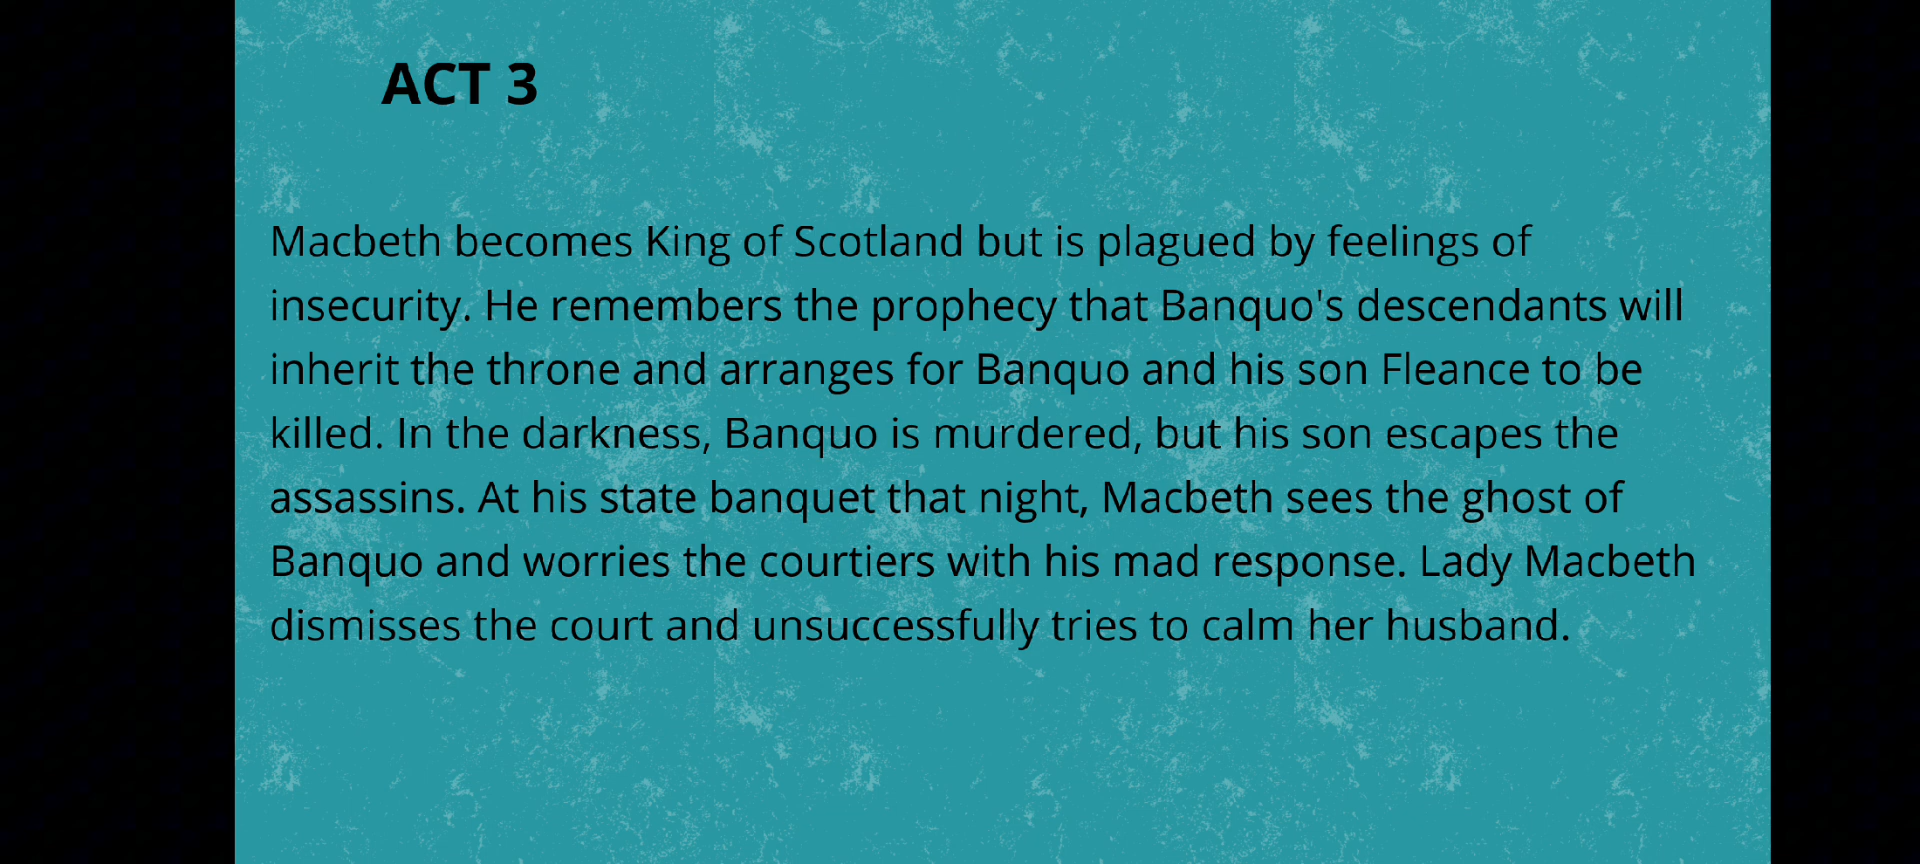 ACT 3
Macbeth becomes King of Scotland but is plagued by feelings of
insecurity. He remembers the prophecy that Banquo's descendants will
inherit the throne and arranges for Banquo and his son Fleance to be
killed. In the darkness, Banquo is murdered, but his son escapes the
assassins. At his state banquet that night, Macbeth sees the ghost of
Banquo and worries the courtiers with his mad response. Lady Macbeth
dismisses the court and unsuccessfully tries to calm her husband.